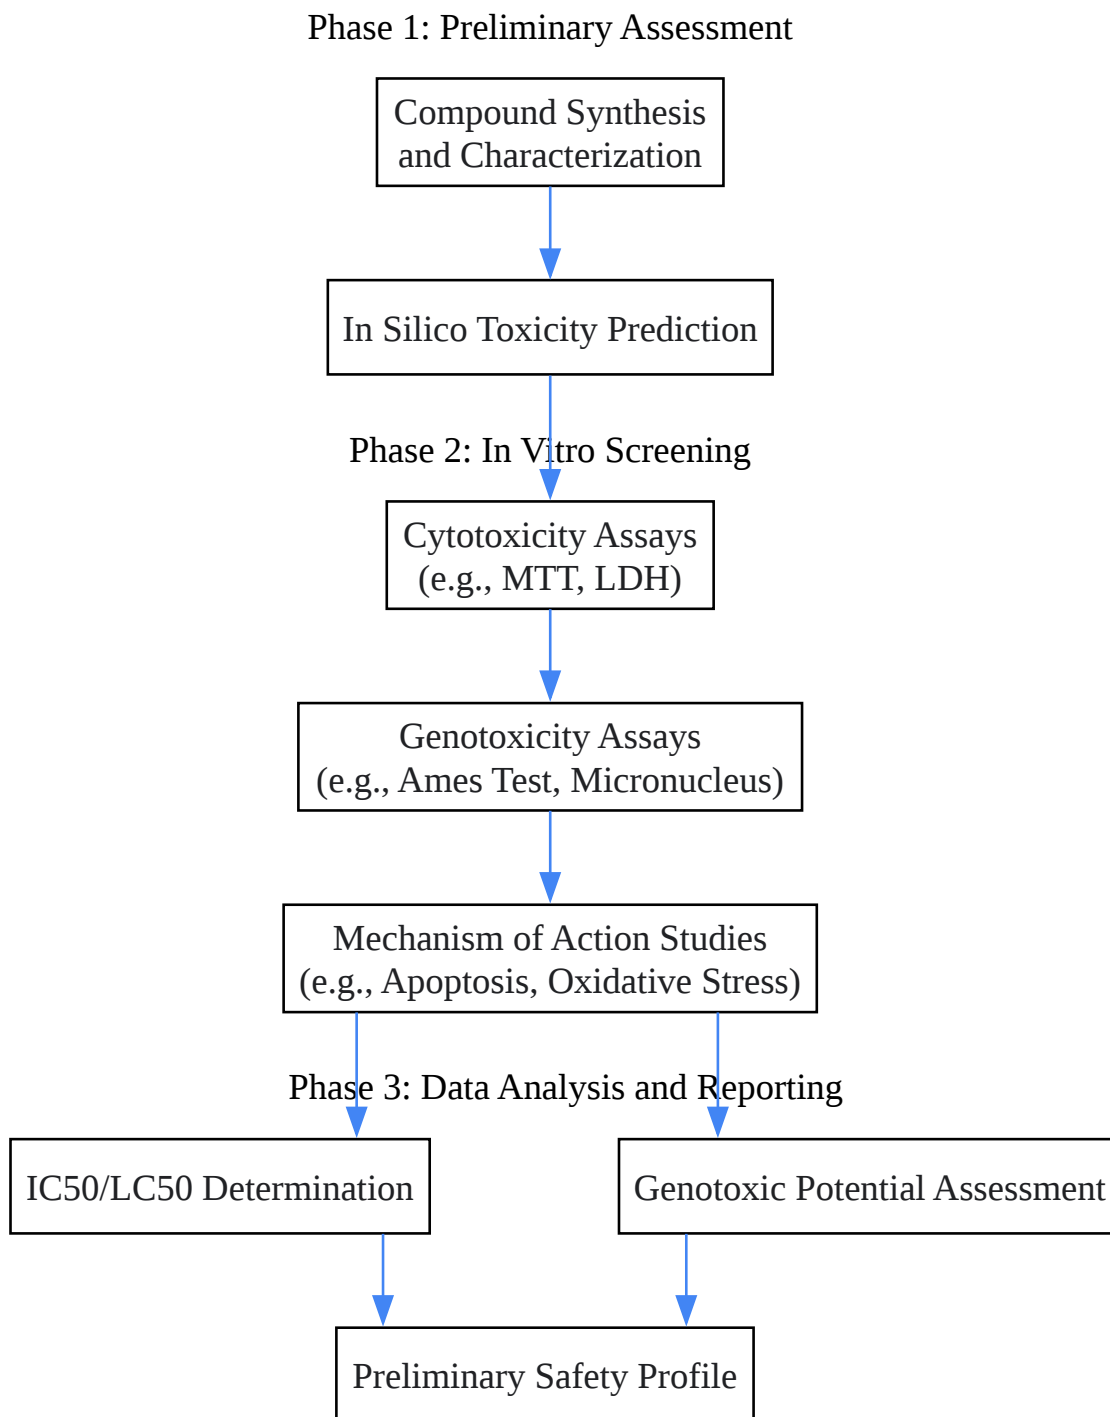 Phase 1: Preliminary Assessment
Compound Synthesis
and Characterization
In Silico Toxicity Prediction
Phase 2: In Vitro Screening
Cytotoxicity Assays
(e.g., MTT, LDH)
Genotoxicity Assays
(e.g., Ames Test, Micronucleus)
Mechanism of Action Studies
(e.g., Apoptosis, Oxidative Stress)
Phase 3: Data Analysis and Reporting
IC50/LC50 Determination
Genotoxic Potential Assessment
Preliminary Safety Profile